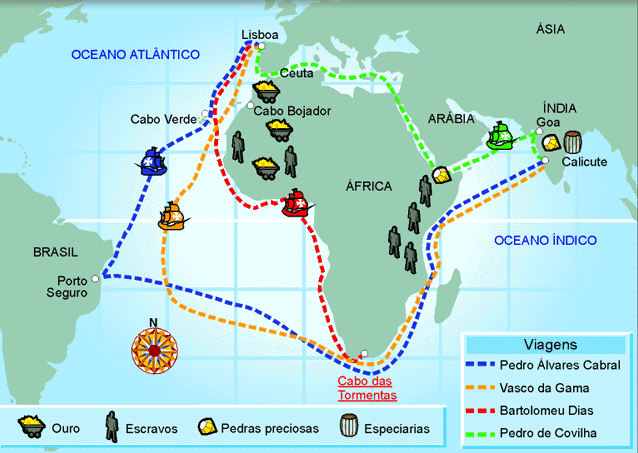 ÁSIA
Lisboa
OCEANO ATLÂNTICO
Ceuta
Cabo Bojador
Cabo Verde
ARÁBIA
ÍNDIA
Goa
Calicute
ÁFRICA
OCEANO ÍNDICO
BRASIL
Porto
Seguro
N
Cabo das
Tormentas
Viagens
Pedro Álvares Cabral
Vasco da Gama
Bartolomeu Dias
Pedro de Covilha
Ouro
Escravos
Pedras preciosas
Especiarias